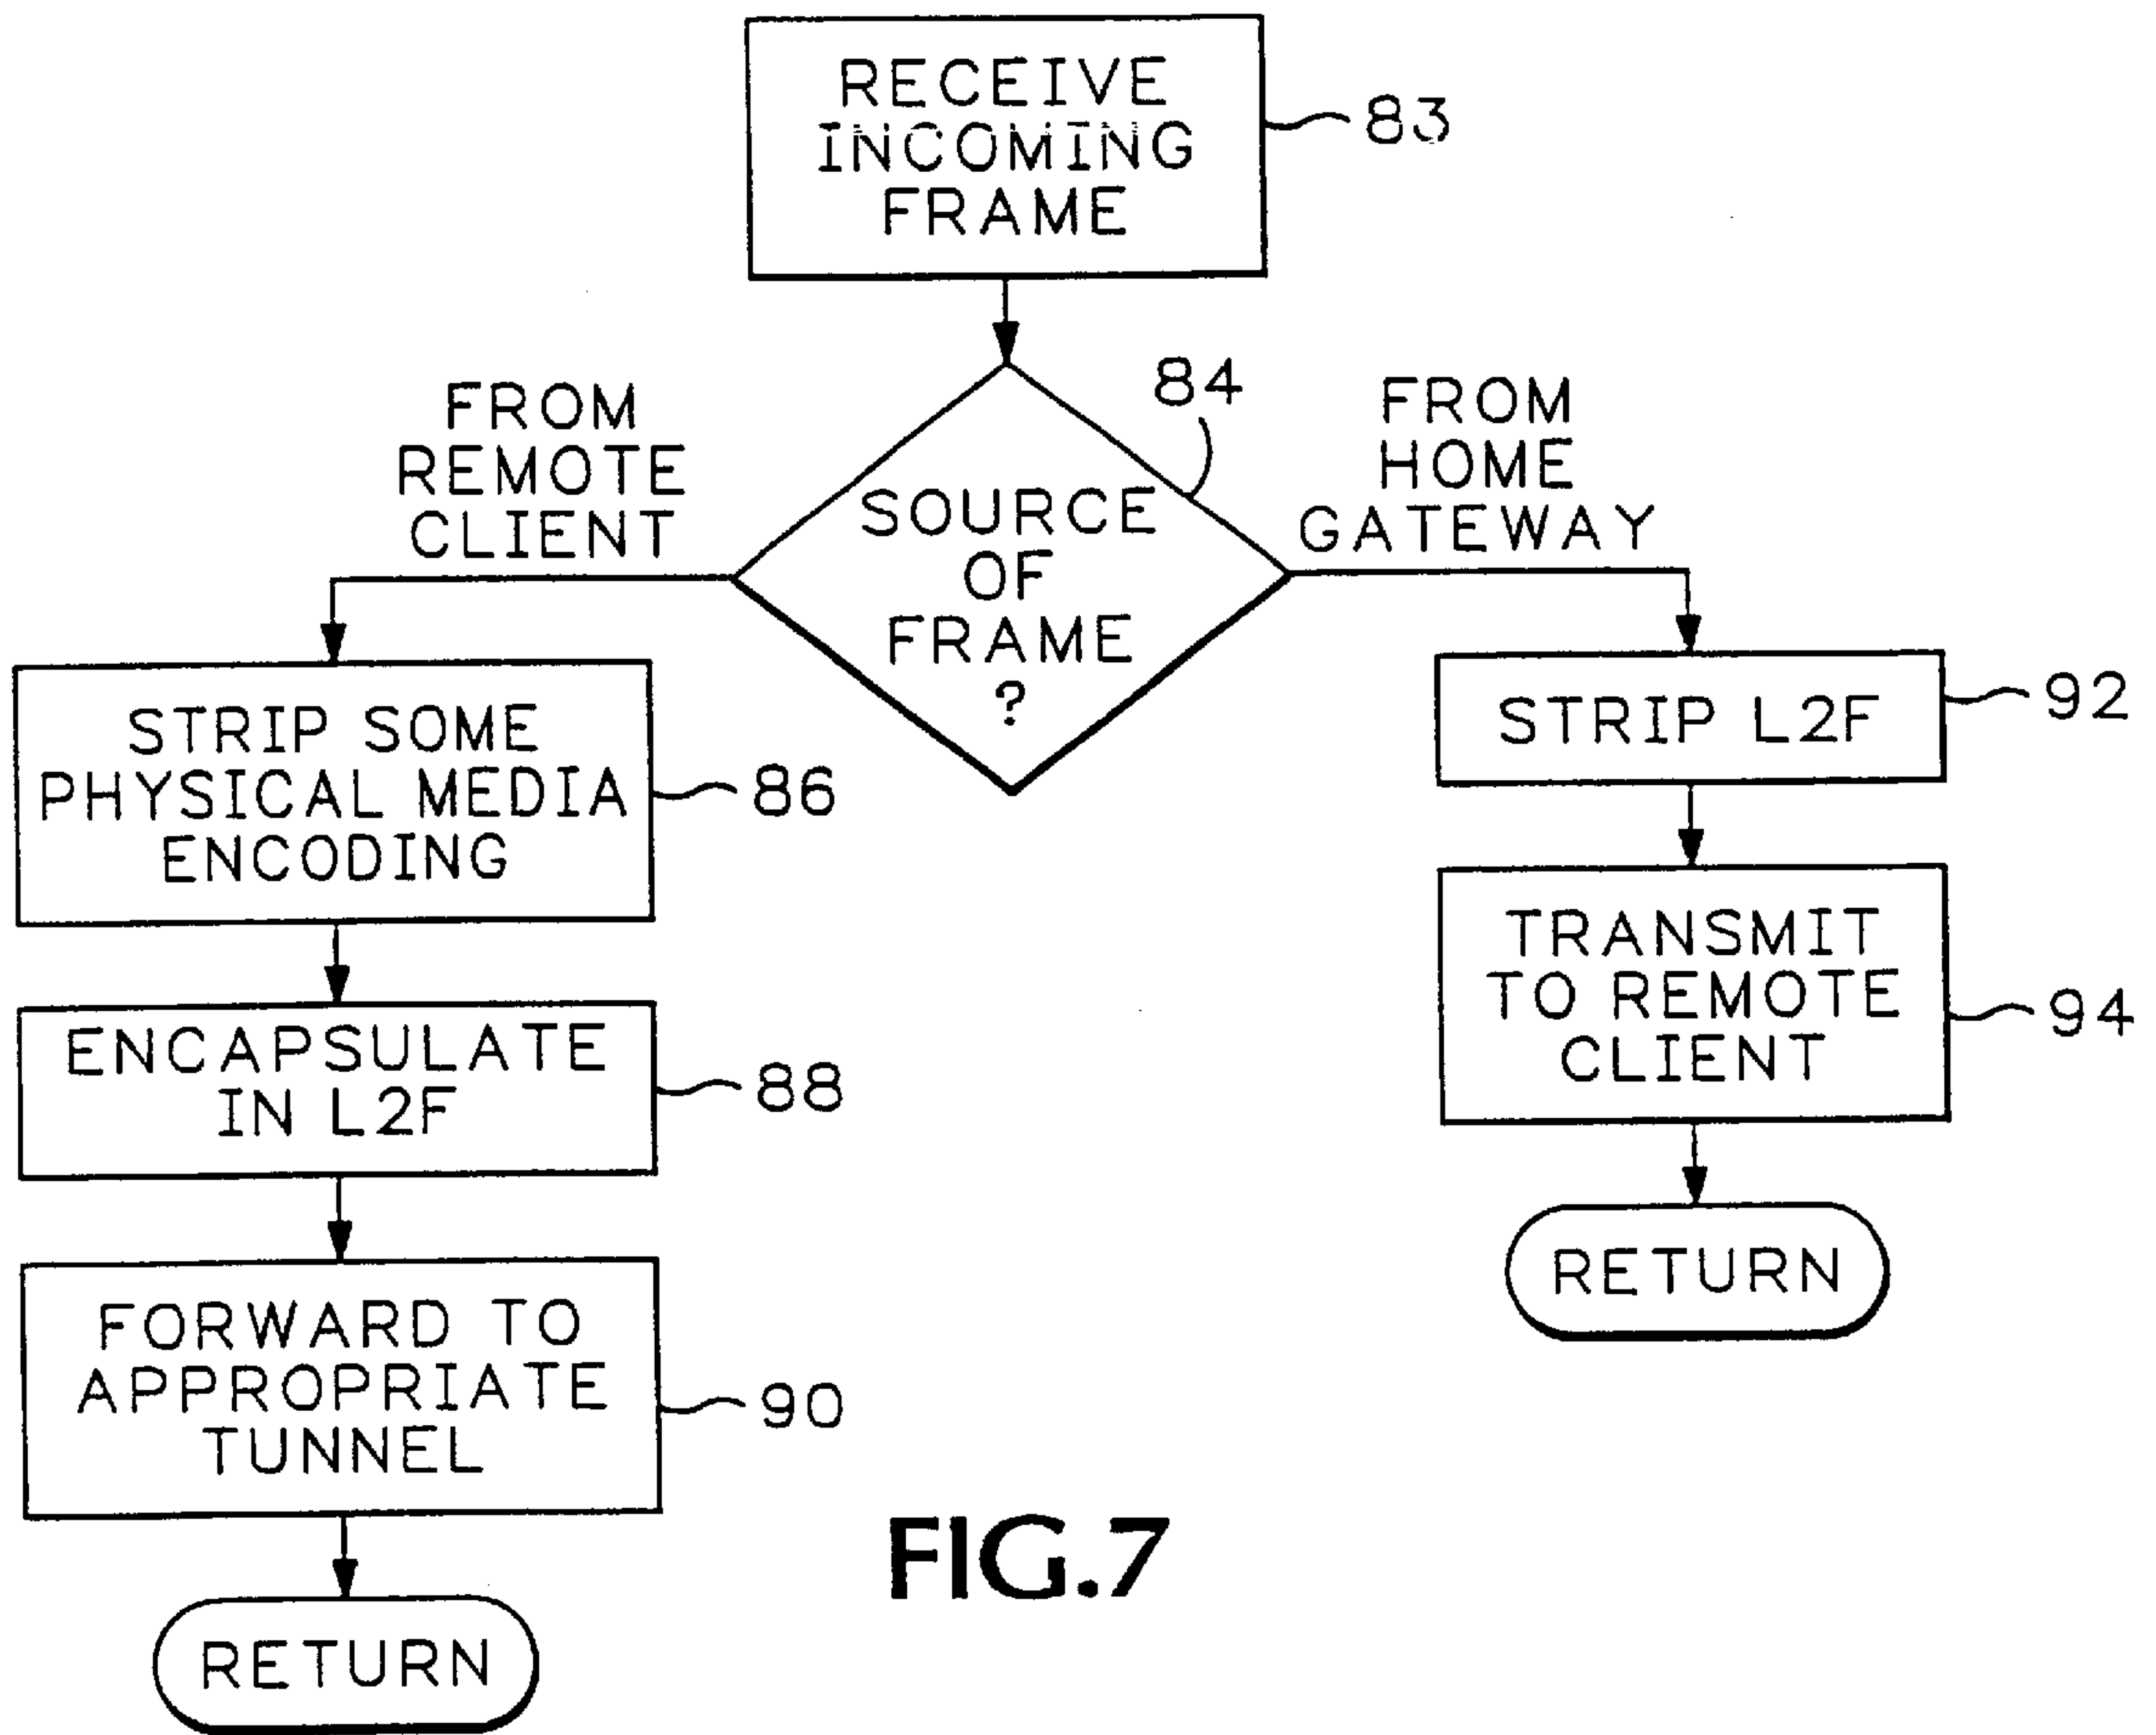 RECEIVE
INCOMING
FRAME
83
84
FROM
REMOTE
CLIENT
SOURCE
OF
FRAME
?
FROM
HOME
GATEWAY
STRIP SOME
PHYSICAL MEDIA
ENCODING
86
ENCAPSULATE
IN L2F
88
FORWARD TO
APPROPRIATE
TUNNEL
90
RETURN
STRIP L2F
92
TRANSMIT
TO REMOTE
CLIENT
94
RETURN
FIG.7